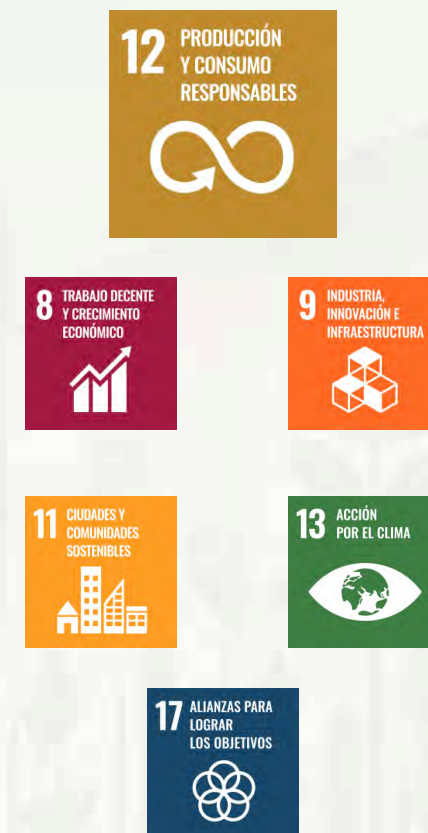 12 PRODUCCIÓN
Y CONSUMO
RESPONSABLES
8 TRABAJO DECENTE
Y CRECIMIENTO
ECONÓMICO
9 INDUSTRIA,
INNOVACIÓN E
INFRAESTRUCTURA
11 CIUDADES Y
COMUNIDADES
SOSTENIBLES
13 ACCIÓN
POR EL CLIMA
17 ALIANZAS PARA
LOGRAR
LOS OBJETIVOS